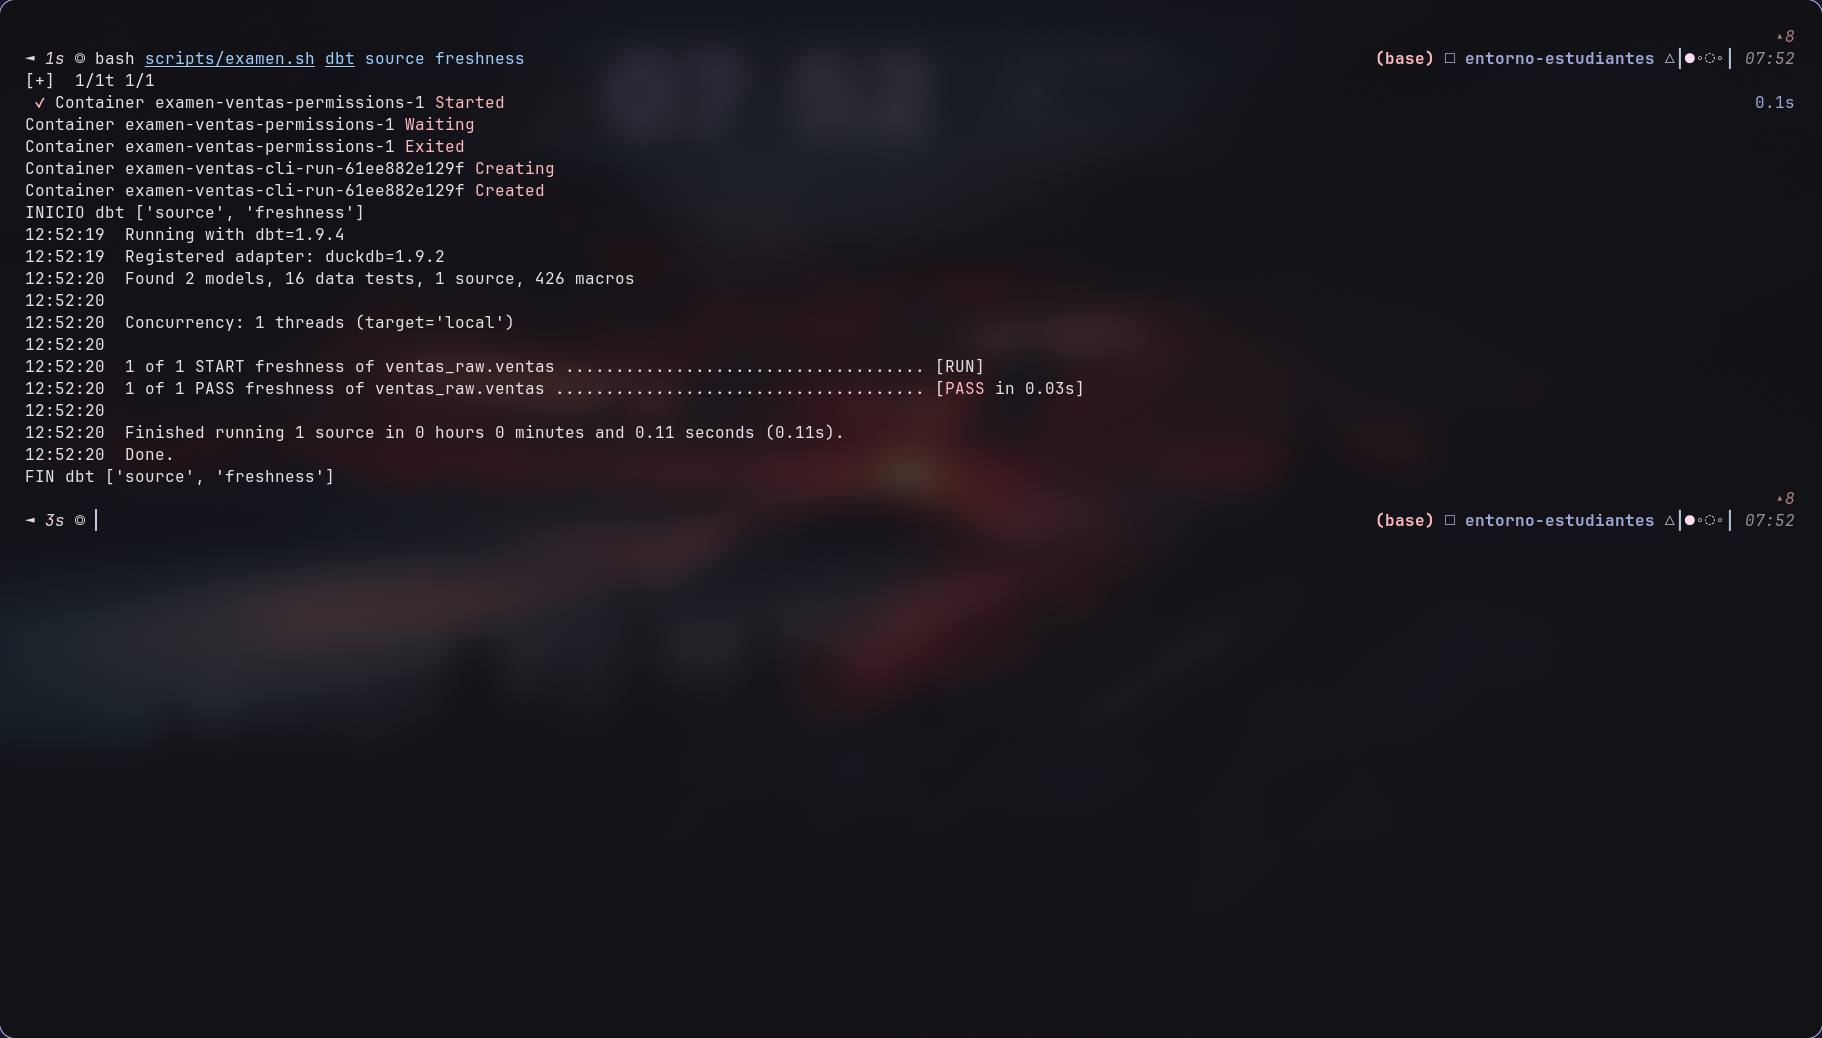 ▴8
◄ 1s ◎ bash scripts/examen.sh dbt source freshness (base) □ entorno-estudiantes △ 07:52
[+]  1/1t 1/1
✓ Container examen-ventas-permissions-1 Started 0.1s
Container examen-ventas-permissions-1 Waiting
Container examen-ventas-permissions-1 Exited
Container examen-ventas-cli-run-61ee882e129f Creating
Container examen-ventas-cli-run-61ee882e129f Created
INICIO dbt ['source', 'freshness']
12:52:19  Running with dbt=1.9.4
12:52:19  Registered adapter: duckdb=1.9.2
12:52:20  Found 2 models, 16 data tests, 1 source, 426 macros
12:52:20
12:52:20  Concurrency: 1 threads (target='local')
12:52:20
12:52:20  1 of 1 START freshness of ventas_raw.ventas .................................... [RUN]
12:52:20  1 of 1 PASS freshness of ventas_raw.ventas ..................................... [PASS in 0.03s]
12:52:20
12:52:20  Finished running 1 source in 0 hours 0 minutes and 0.11 seconds (0.11s).
12:52:20  Done.
FIN dbt ['source', 'freshness']
▴8
◄ 3s ◎ (base) □ entorno-estudiantes △ 07:52